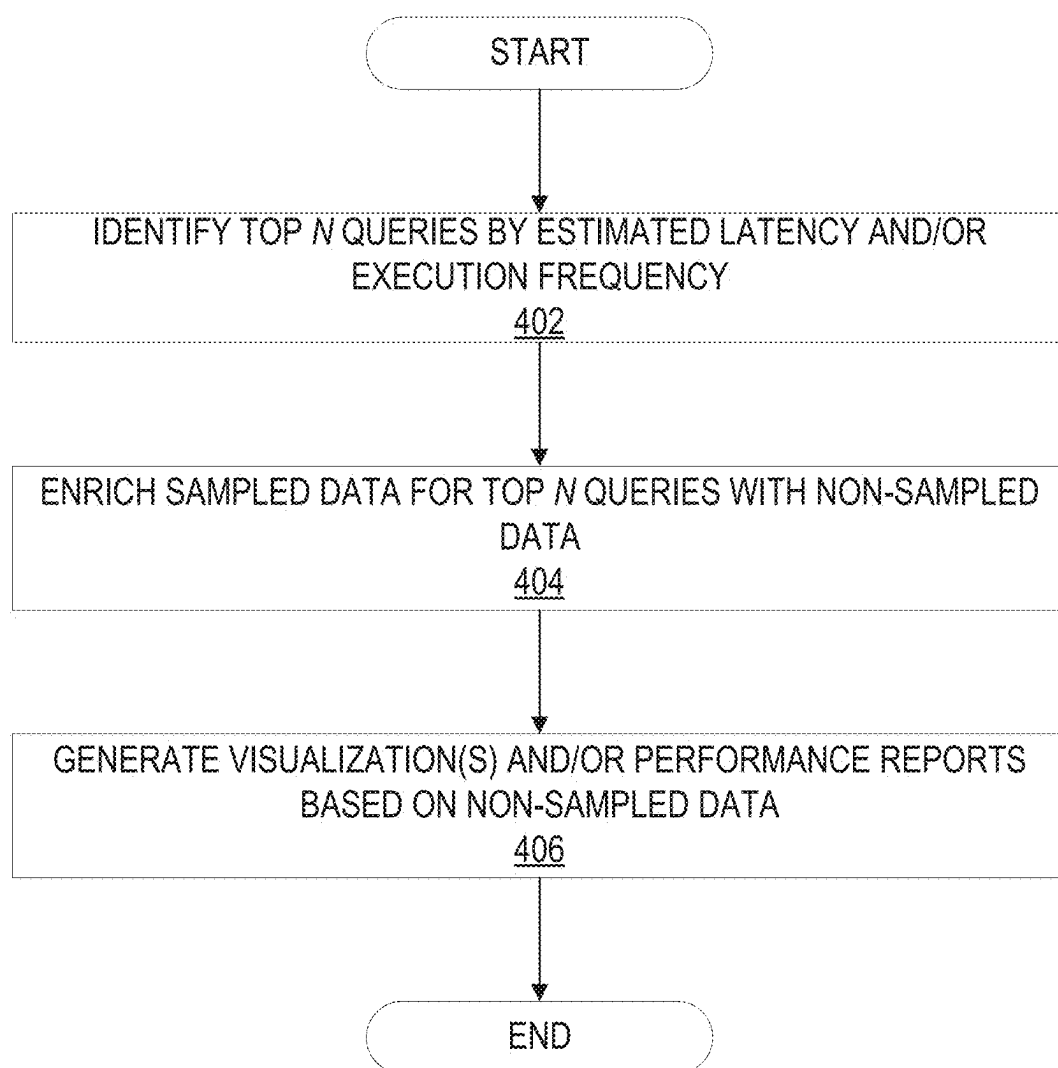 START
IDENTIFY TOP N QUERIES BY ESTIMATED LATENCY AND/OR
EXECUTION FREQUENCY
402
ENRICH SAMPLED DATA FOR TOP N QUERIES WITH NON-SAMPLED
DATA
404
GENERATE VISUALIZATION(S) AND/OR PERFORMANCE REPORTS
BASED ON NON-SAMPLED DATA
406
END